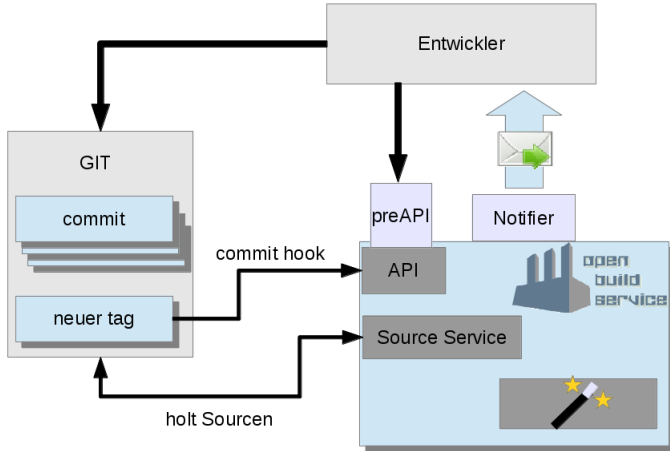 Entwickler
GIT
commit
neuer tag
commit hook
preAPI
Notifier
API
open
build
service
Source Service
holt Sourcen